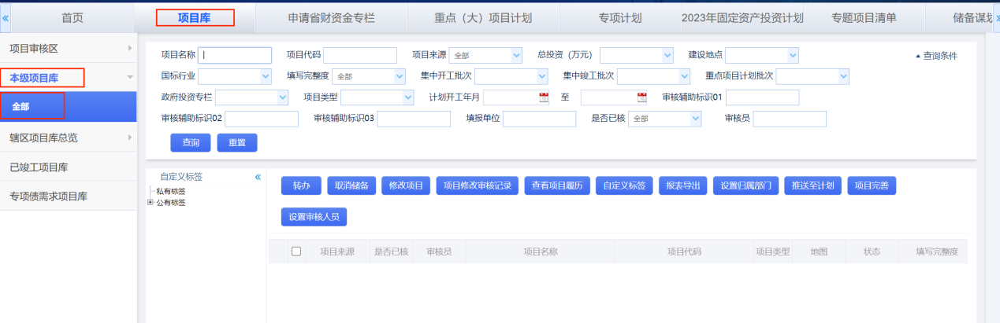 « 首页 项目库 申请省财资金专栏 重点（大）项目计划 专项计划 2023年固定资产投资计划 专题项目清单 储备谋划 »
项目审核区
本级项目库
全部
辖区项目库总览
已竣工项目库
专项债需求项目库
项目名称 项目代码 项目来源 全部 总投资（万元） 建设地点 查询条件
国标行业 填写完整度 全部 集中开工批次 集中竣工批次 重点项目计划批次
政府投资专栏 项目类型 计划开工年月 至 审核辅助标识01
审核辅助标识02 审核辅助标识03 填报单位 是否已核 全部 审核员
查询 重置
自定义标签 «
私有标签
公有标签
转办 取消储备 修改项目 项目修改审核记录 查看项目履历 自定义标签 报表导出 设置归属部门 推送至计划 项目完善
设置审核人员
项目来源 是否已核 审核员 项目名称 项目代码 项目类型 地图 状态 填写完整度